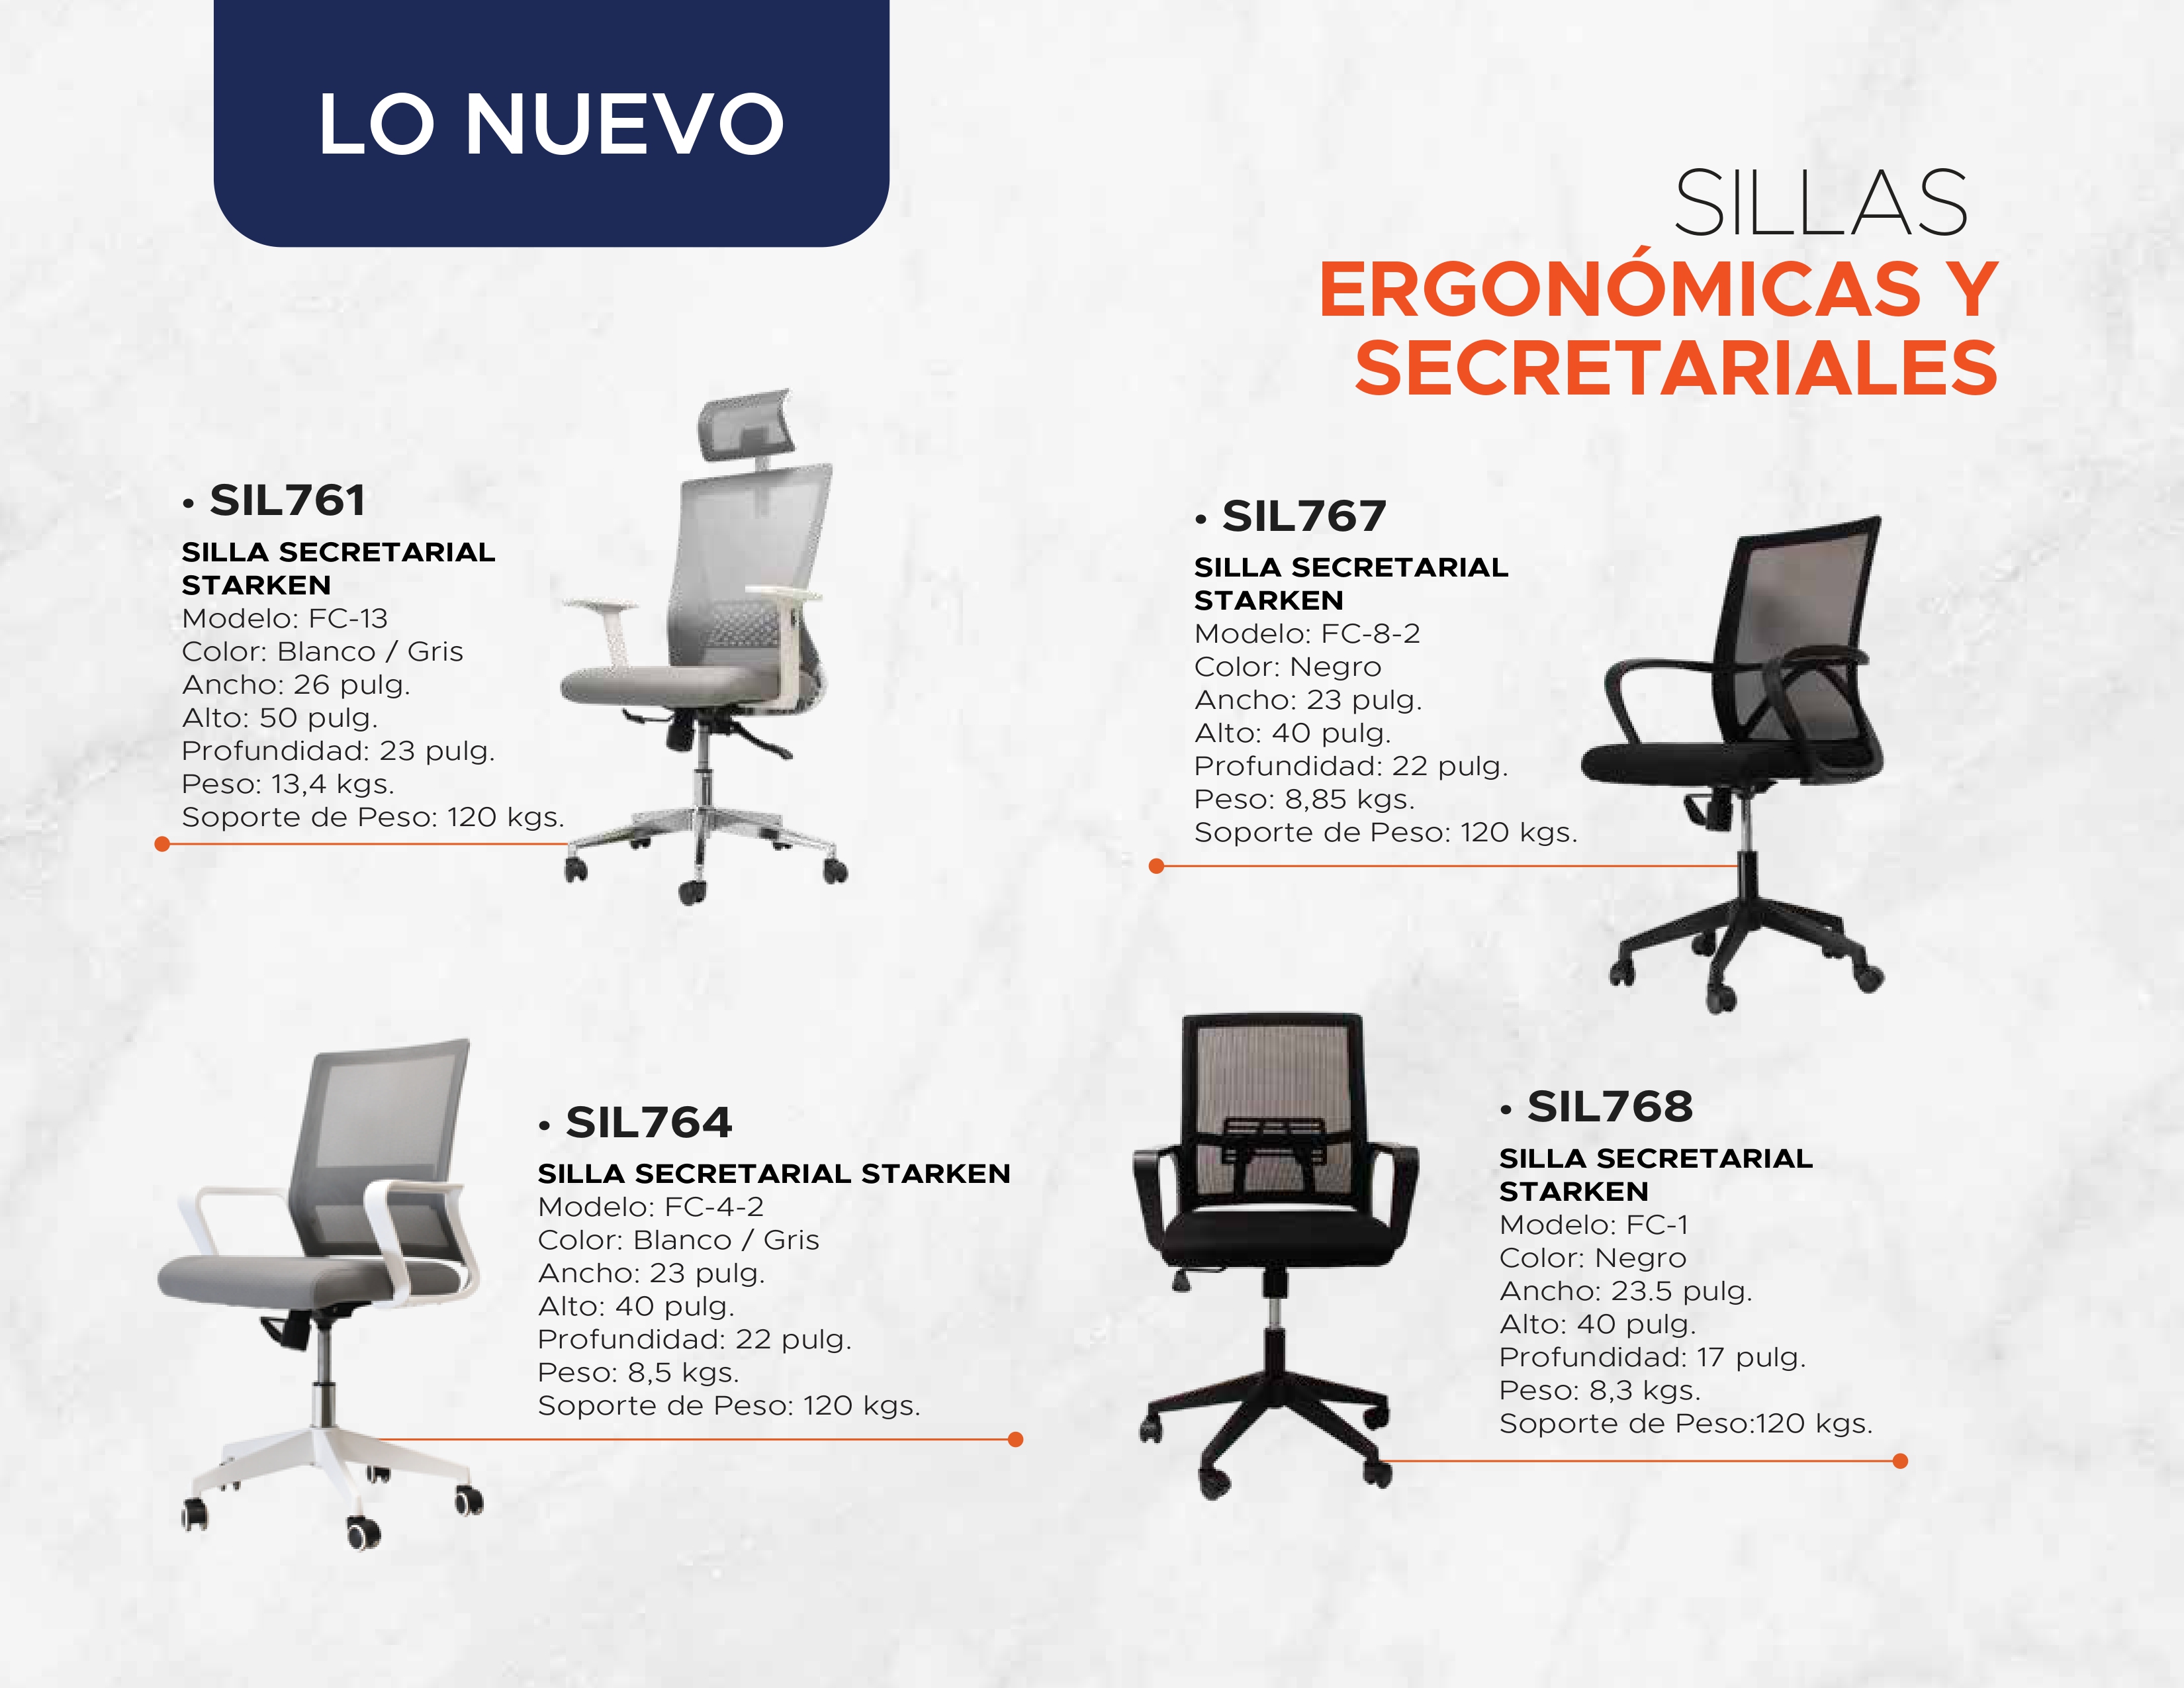 LO NUEVO
SILLAS
ERGONÓMICAS Y
SECRETARIALES
• SIL761
SILLA SECRETARIAL
STARKEN
Modelo: FC-13
Color: Blanco / Gris
Ancho: 26 pulg.
Alto: 50 pulg.
Profundidad: 23 pulg.
Peso: 13,4 kgs.
Soporte de Peso: 120 kgs.
• SIL767
SILLA SECRETARIAL
STARKEN
Modelo: FC-8-2
Color: Negro
Ancho: 23 pulg.
Alto: 40 pulg.
Profundidad: 22 pulg.
Peso: 8,85 kgs.
Soporte de Peso: 120 kgs.
• SIL764
SILLA SECRETARIAL STARKEN
Modelo: FC-4-2
Color: Blanco / Gris
Ancho: 23 pulg.
Alto: 40 pulg.
Profundidad: 22 pulg.
Peso: 8,5 kgs.
Soporte de Peso: 120 kgs.
• SIL768
SILLA SECRETARIAL
STARKEN
Modelo: FC-1
Color: Negro
Ancho: 23.5 pulg.
Alto: 40 pulg.
Profundidad: 17 pulg.
Peso: 8,3 kgs.
Soporte de Peso:120 kgs.